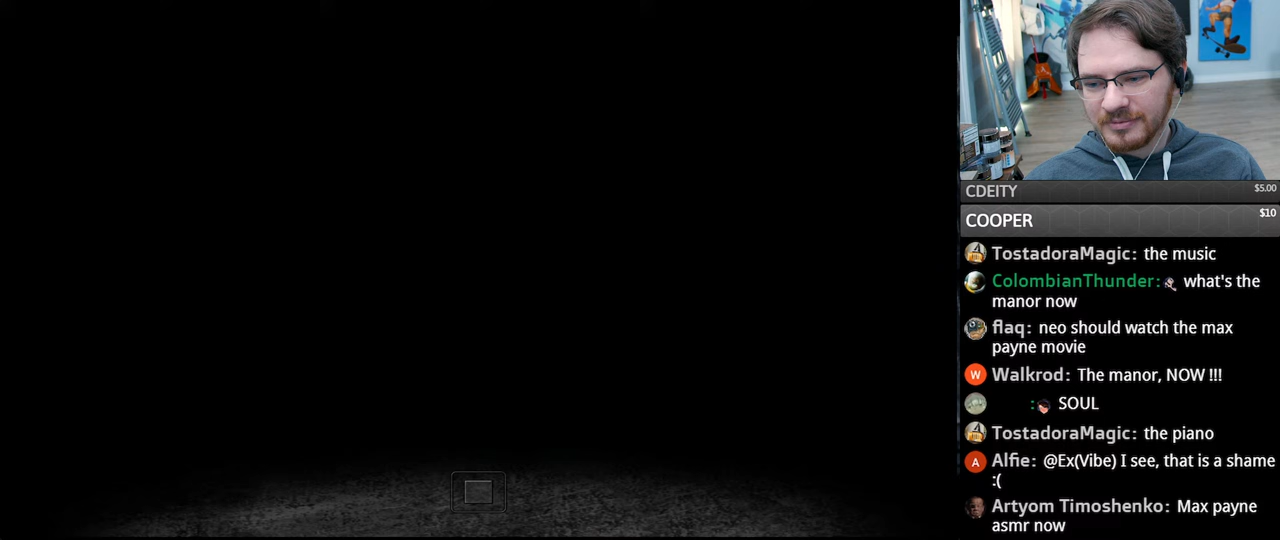 CDEITY $5.00
COOPER $10
TostadoraMagic: the music
ColombianThunder: what's the
manor now
flaq: neo should watch the max
payne movie
Walkrod: The manor, NOW !!!
: SOUL
TostadoraMagic: the piano
Alfie: @Ex(Vibe) I see, that is a shame
:(
Artyom Timoshenko: Max payne
asmr now